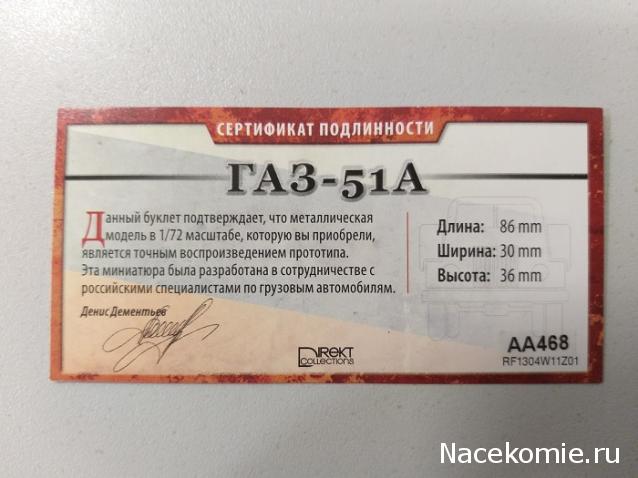 СЕРТИФИКАТ ПОДЛИННОСТИ
ГАЗ-51А
Данный буклет подтверждает, что металлическая
модель в 1/72 масштабе, которую вы приобрели,
является точным воспроизведением прототипа.
Эта миниатюра была разработана в сотрудничестве с
российскими специалистами по грузовым автомобилям.
Денис Дементьев
Длина: 86 mm
Ширина: 30 mm
Высота: 36 mm
DIREKT
COLLECTIONS
AA468
RF1304W11Z01
Nacekomie.ru